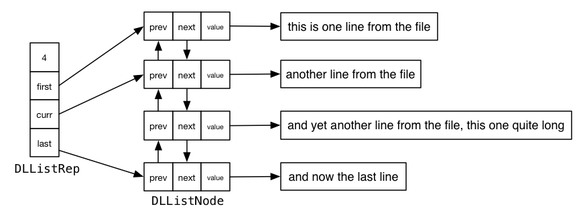 prev next value this is one line from the file
4
first
prev next value another line from the file
curr
prev next value and yet another line from the file, this one quite long
last
DLListRep
prev next value and now the last line
DLListNode